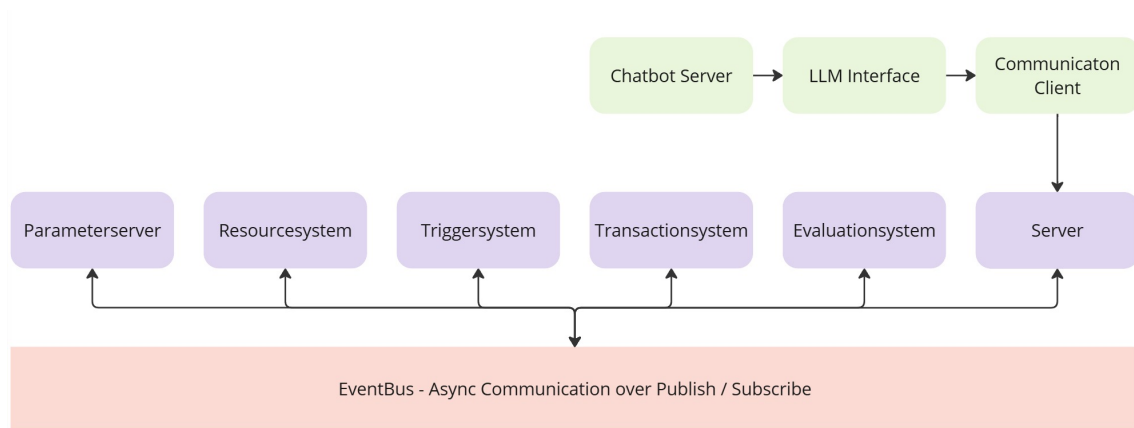 Chatbot Server
LLM Interface
Communicaton
Client
Parameterserver
Resourcesystem
Triggersystem
Transactionsystem
Evaluationsystem
Server
EventBus - Async Communication over Publish / Subscribe